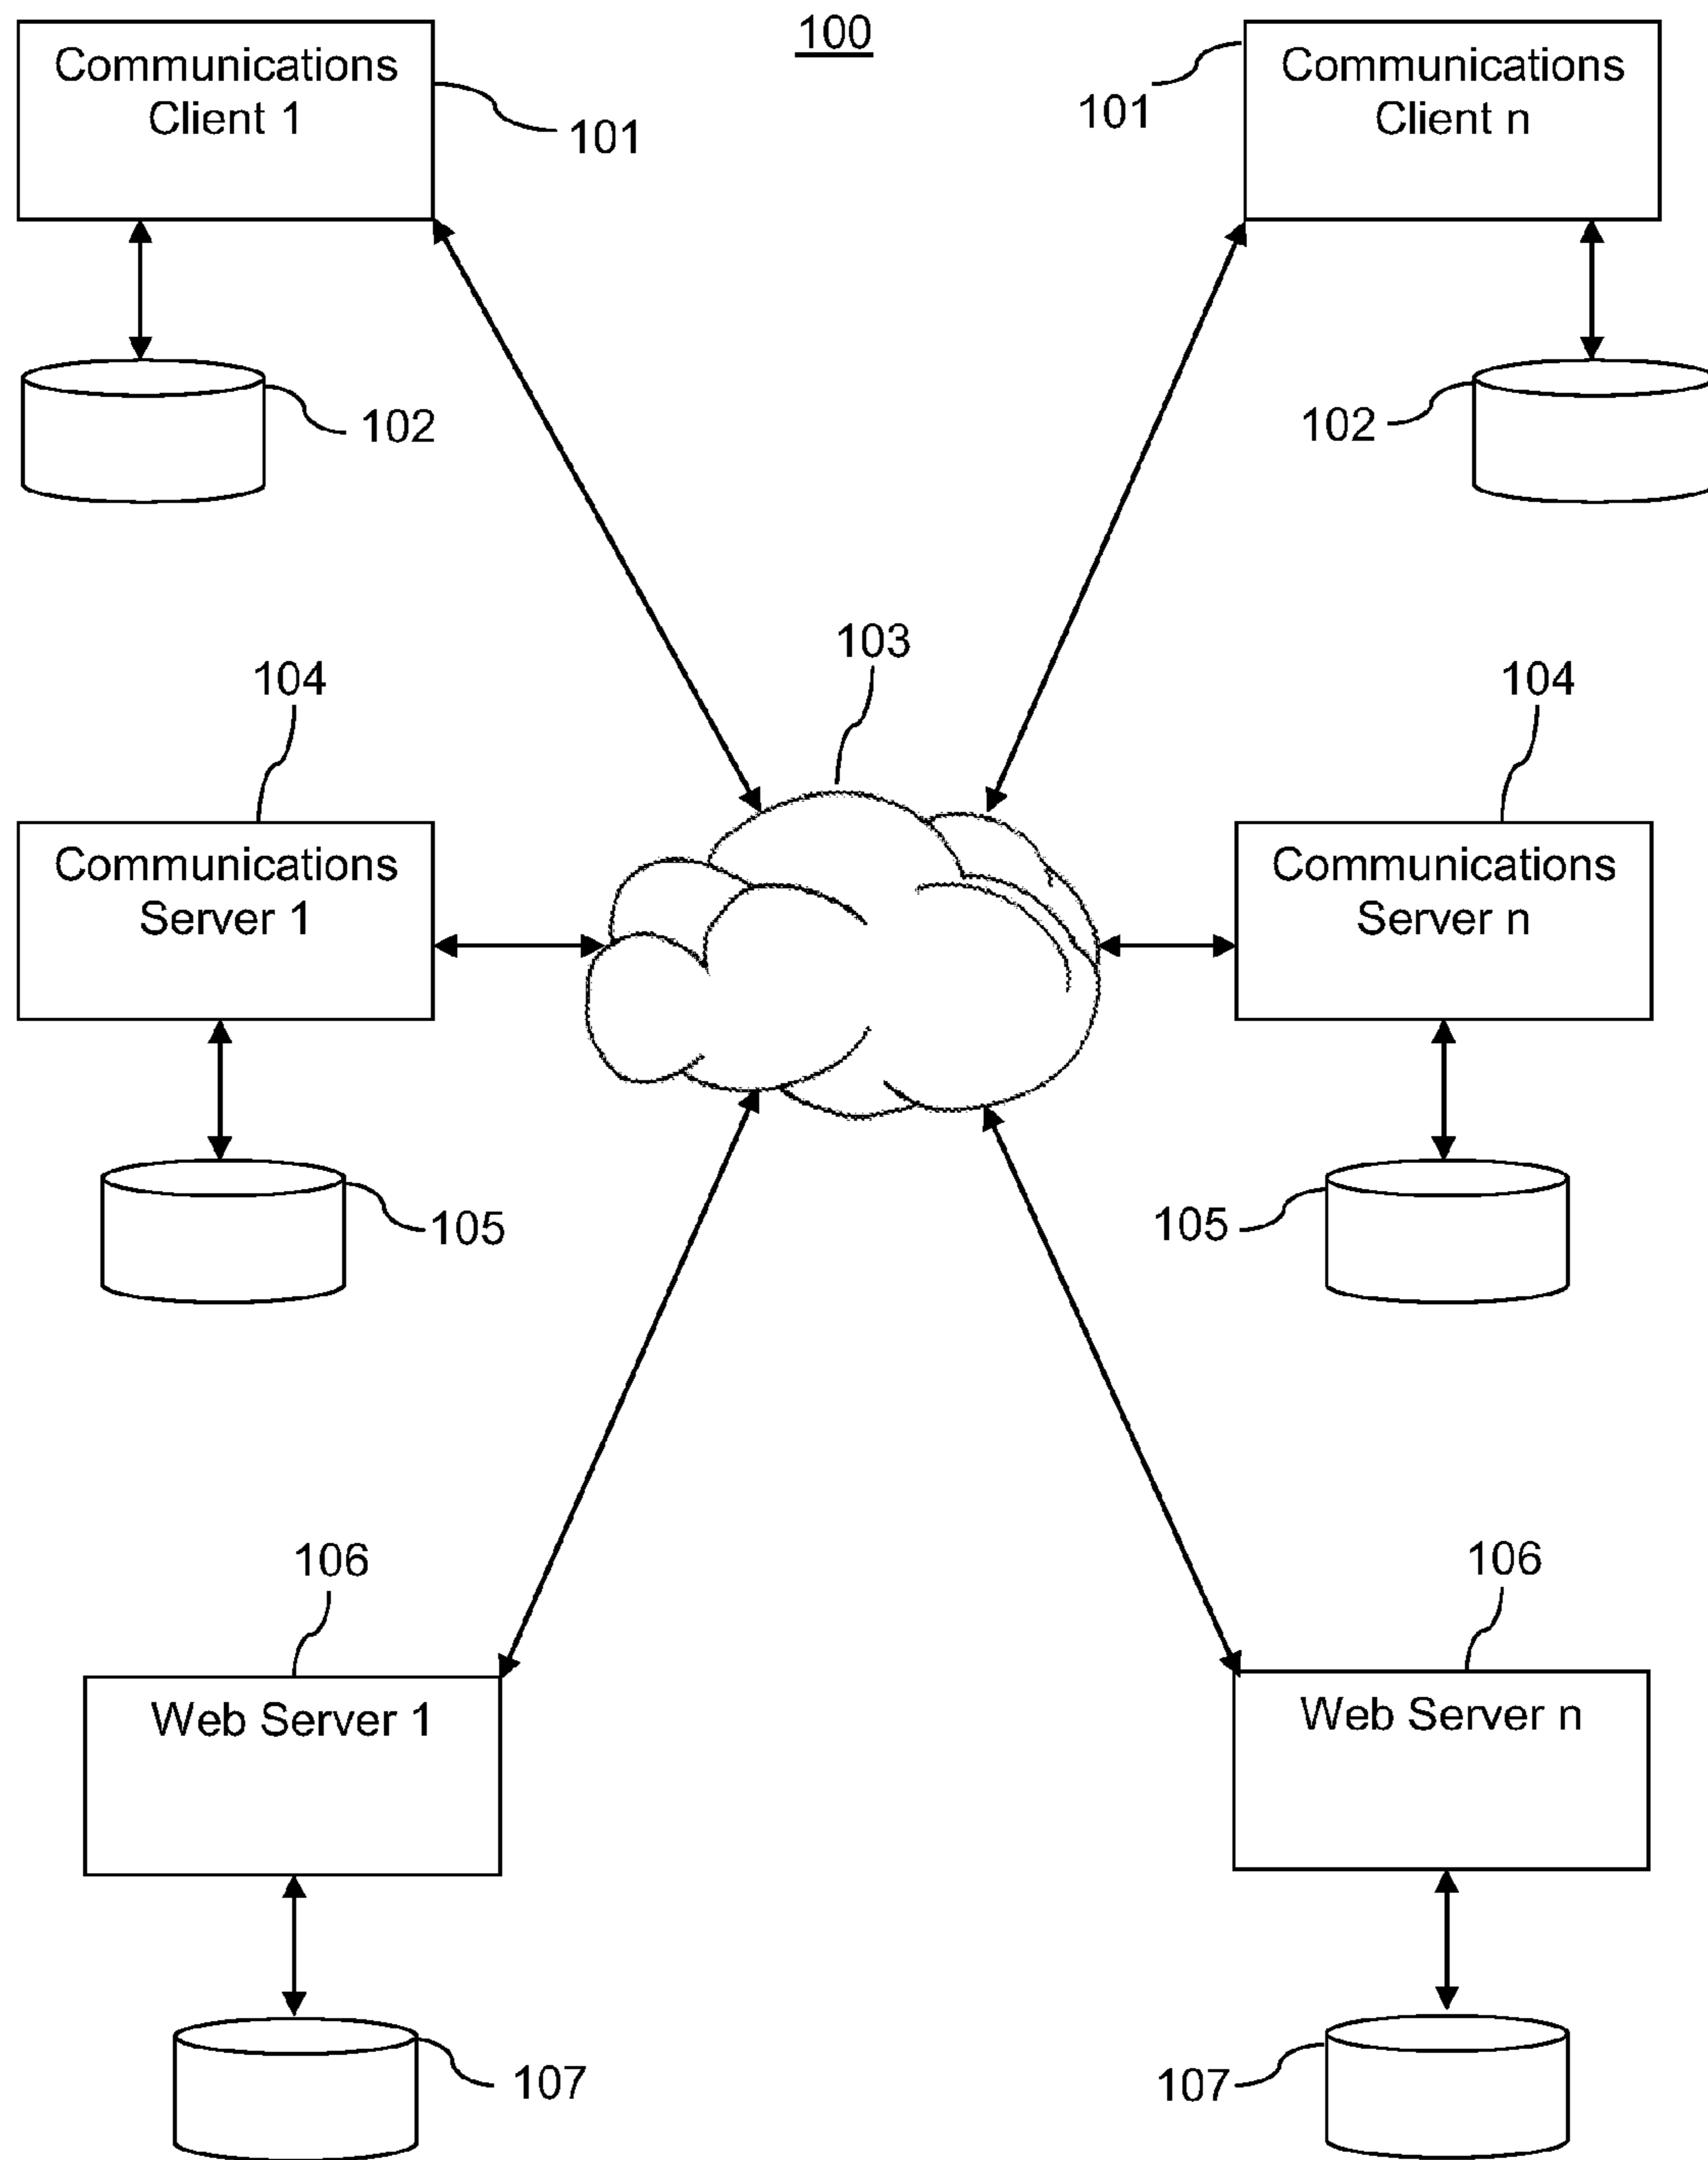 100
Communications
Client 1
101
101
Communications
Client n
102
102
103
104
104
Communications
Server 1
Communications
Server n
105
105
106
106
Web Server 1
Web Server n
107
107